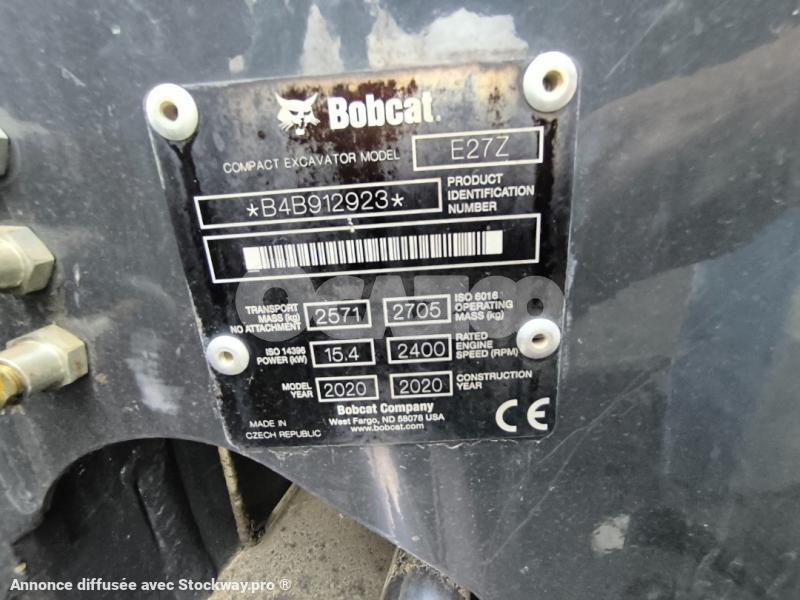 Bobcat.
COMPACT EXCAVATOR MODEL E27Z
*B4B912923* PRODUCT IDENTIFICATION NUMBER
TRANSPORT MASS (kg) NO ATTACHMENT 2571 2705 ISO 6016 OPERATING MASS (kg)
ISO 14396 POWER (kW) 15.4 2400 RATED ENGINE SPEED (RPM)
MODEL YEAR 2020 2020 CONSTRUCTION YEAR
Bobcat Company
West Fargo, ND 58078 USA
www.bobcat.com
MADE IN
CZECH REPUBLIC
CE
OCAZOO
Annonce diffusée avec Stockway.pro ®